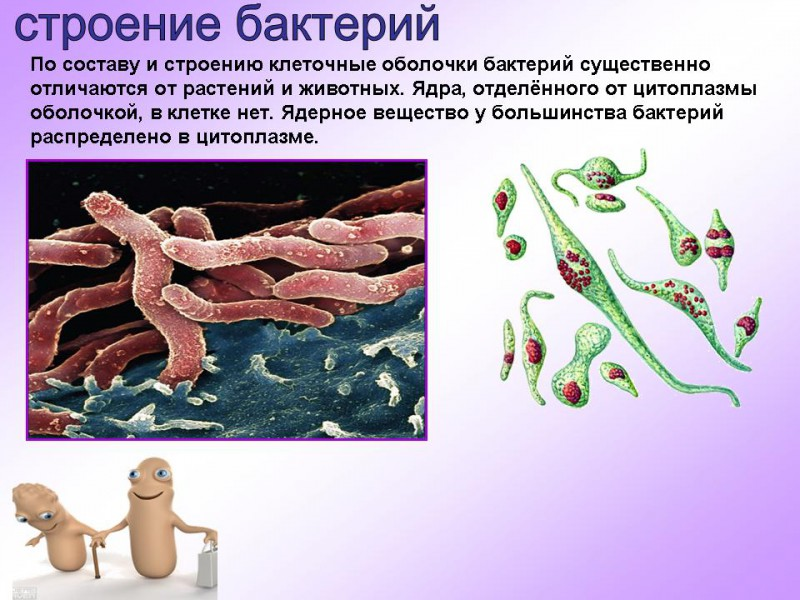 строение бактерий
По составу и строению клеточные оболочки бактерий существенно
отличаются от растений и животных. Ядра, отделённого от цитоплазмы
оболочкой, в клетке нет. Ядерное вещество у большинства бактерий
распределено в цитоплазме.